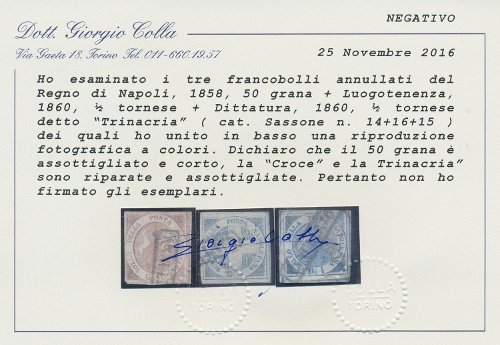 NEGATIVO
Dott. Giorgio Colla
Via Gaeta 18, Torino Tel. 011-660.19.57
25 Novembre 2016
Ho esaminato i tre francobolli annullati del
Regno di Napoli, 1858, 50 grana + Luogotenenza,
1860, ½ tornese + Dittatura, 1860, ½ tornese
detto "Trinacria" ( cat. Sassone n. 14+16+15 )
dei quali ho unito in basso una riproduzione
fotografica a colori. Dichiaro che il 50 grana è
assottigliato e corto, la "Croce" e la Trinacria"
sono riparate e assottigliate. Pertanto non ho
firmato gli esemplari.
Giorgio Colla
COLLA
TORINO